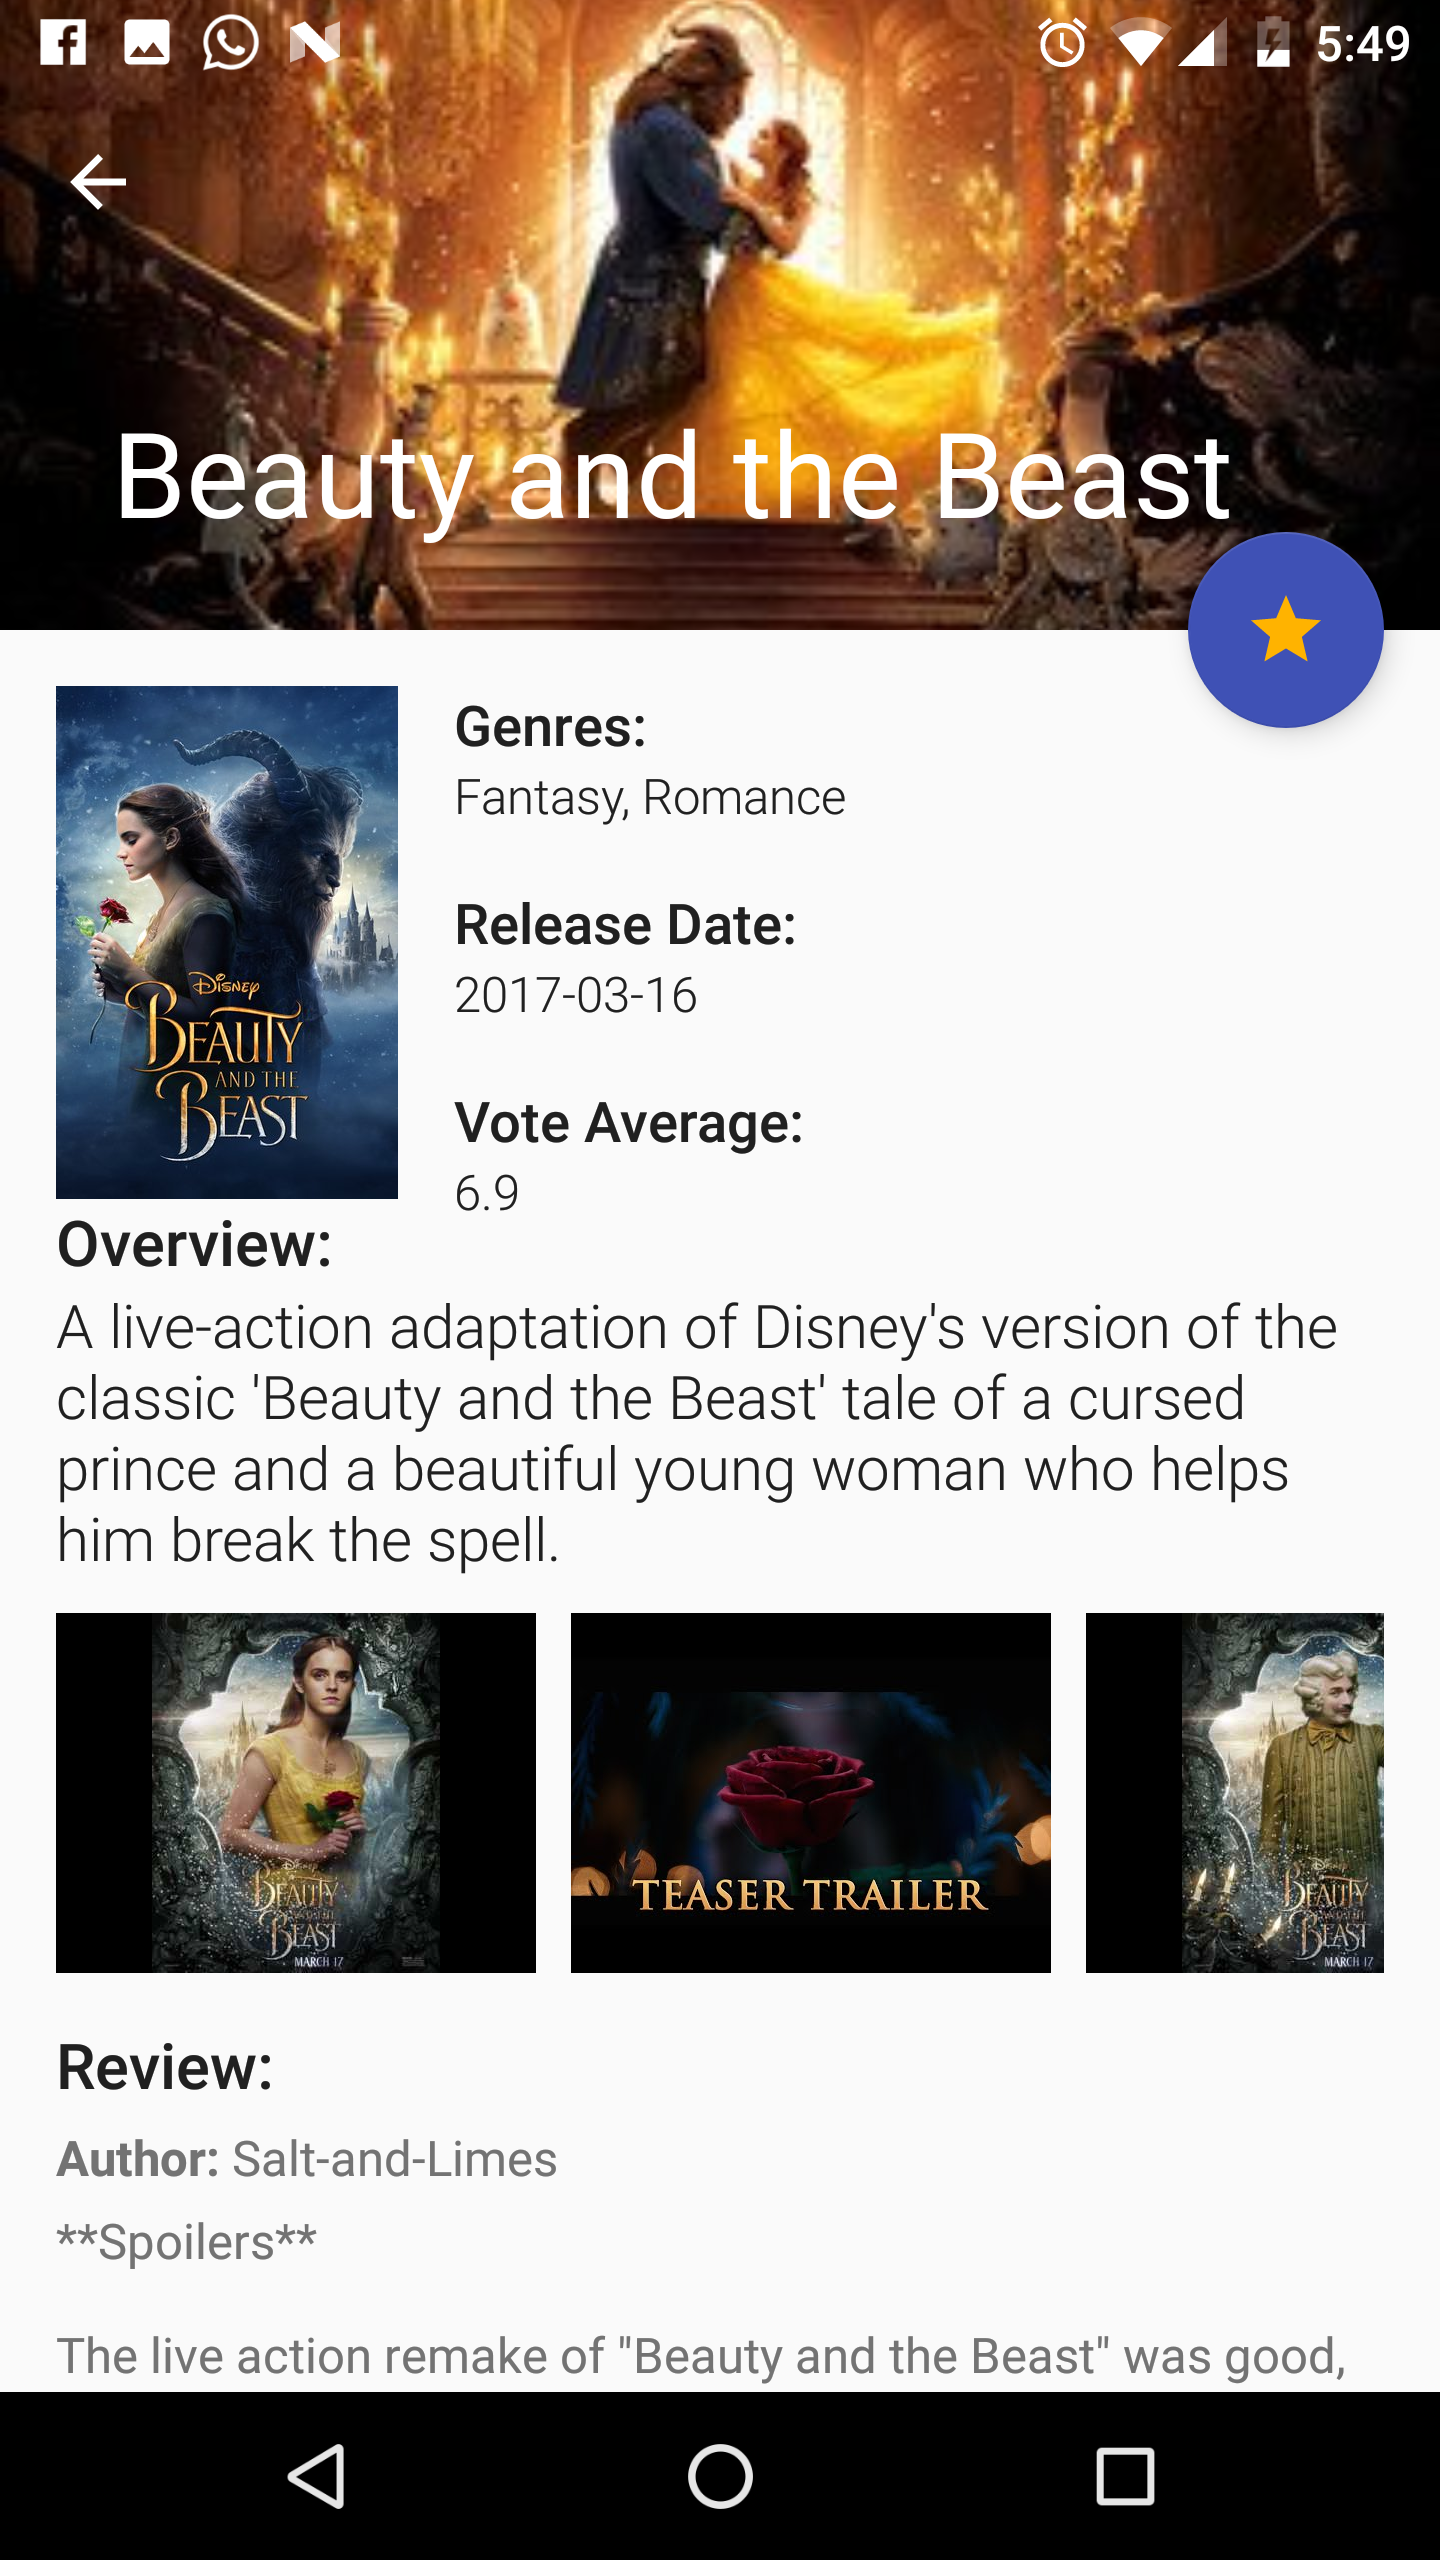 5:49
Beauty and the Beast
Genres:
Fantasy, Romance
Release Date:
2017-03-16
Vote Average:
6.9
Disney
BEAUTY
AND THE
BEAST
Overview:
A live-action adaptation of Disney's version of the
classic 'Beauty and the Beast' tale of a cursed
prince and a beautiful young woman who helps
him break the spell.
Disney
BEAUTY
AND THE
BEAST
MARCH 17
TEASER TRAILER
Disney
BEAUTY
AND THE
BEAST
MARCH 17
Review:
Author: Salt-and-Limes
**Spoilers**
The live action remake of "Beauty and the Beast" was good,